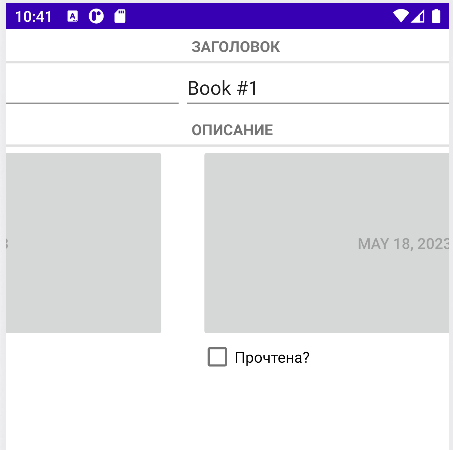 10:41
ЗАГОЛОВОК
Book #1
ОПИСАНИЕ
MAY 18, 2023
Прочтена?